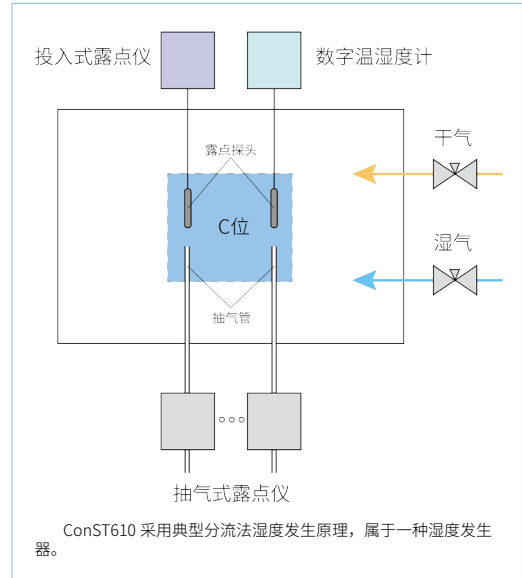 投入式露点仪
数字温湿度计
露点探头
干气
C位
湿气
抽气管
抽气式露点仪
ConST610 采用典型分流法湿度发生原理，属于一种湿度发生
器。